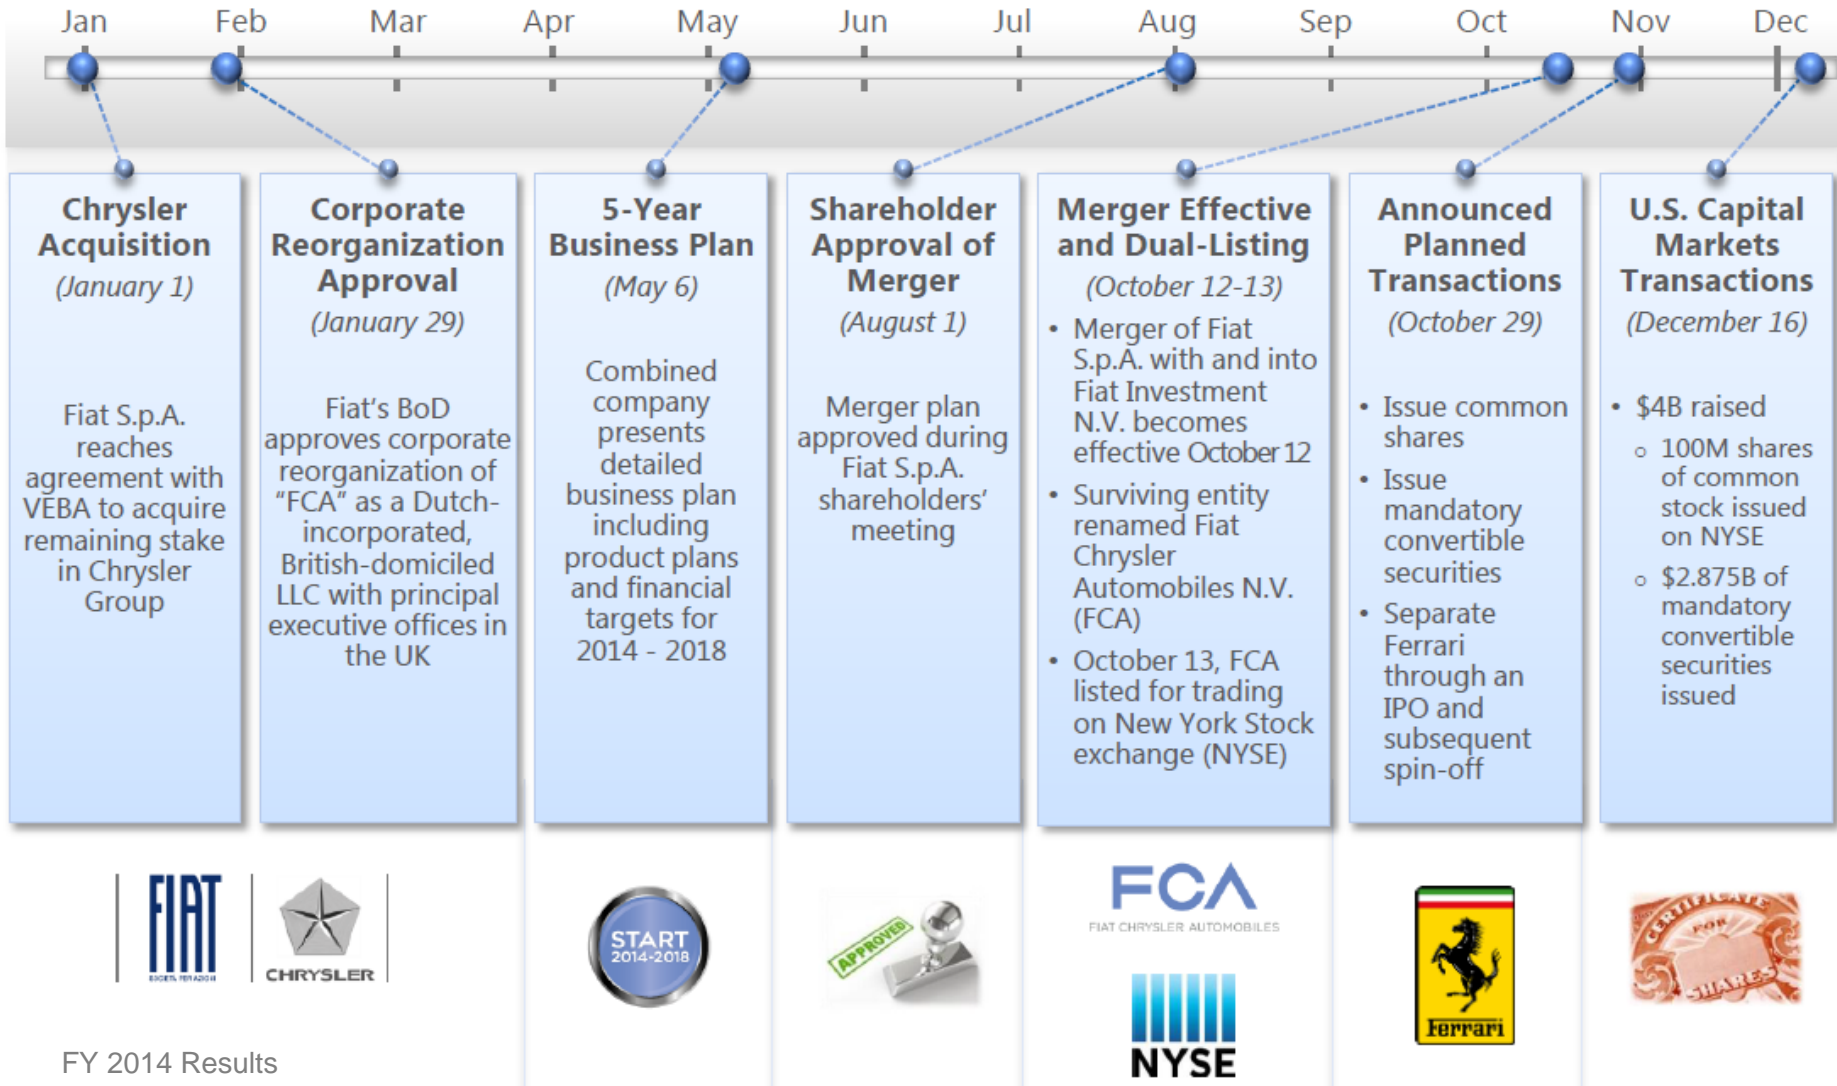 Jan Feb Mar Apr May Jun Jul Aug Sep Oct Nov Dec
Chrysler
Acquisition
(January 1)
Fiat S.p.A.
reaches
agreement with
VEBA to acquire
remaining stake
in Chrysler
Group
Corporate
Reorganization
Approval
(January 29)
Fiat's BoD
approves corporate
reorganization of
“FCA” as a Dutch-
incorporated,
British-domiciled
LLC with principal
executive offices in
the UK
5-Year
Business Plan
(May 6)
Combined
company
presents
detailed
business plan
including
product plans
and financial
targets for
2014 - 2018
Shareholder
Approval of
Merger
(August 1)
Merger plan
approved during
Fiat S.p.A.
shareholders’
meeting
Merger Effective
and Dual-Listing
(October 12-13)
• Merger of Fiat
S.p.A. with and into
Fiat Investment
N.V. becomes
effective October 12
• Surviving entity
renamed Fiat
Chrysler
Automobiles N.V.
(FCA)
• October 13, FCA
listed for trading
on New York Stock
exchange (NYSE)
Announced
Planned
Transactions
(October 29)
• Issue common
shares
• Issue
mandatory
convertible
securities
• Separate
Ferrari
through an
IPO and
subsequent
spin-off
U.S. Capital
Markets
Transactions
(December 16)
• $4B raised
o 100M shares
of common
stock issued
on NYSE
o $2.875B of
mandatory
convertible
securities
issued
FIAT
SOCIETÀ PER AZIONI
CHRYSLER
START
2014-2018
APPROVED
FCA
FIAT CHRYSLER AUTOMOBILES
NYSE
Ferrari
CERTIFICATE
FOR
SHARES
FY 2014 Results